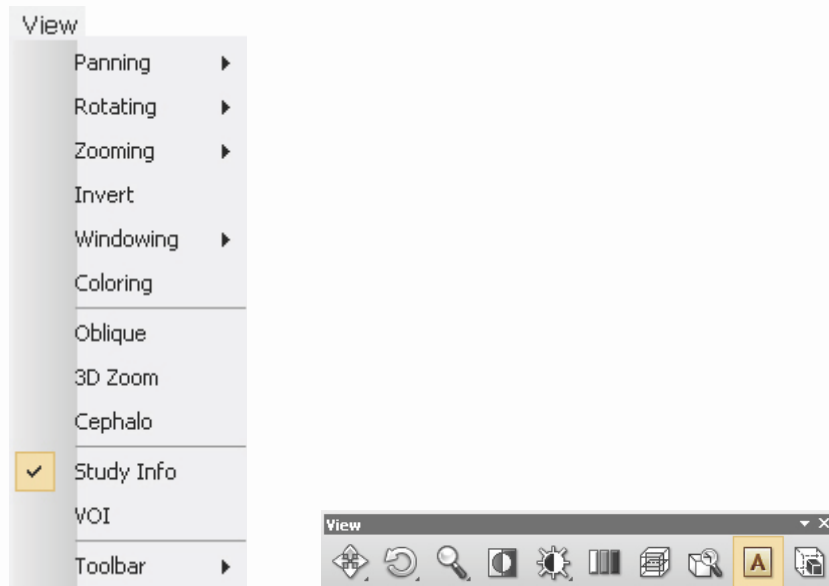 View
Panning
Rotating
Zooming
Invert
Windowing
Coloring
Oblique
3D Zoom
Cephalo
Study Info
VOI
Toolbar
View
A